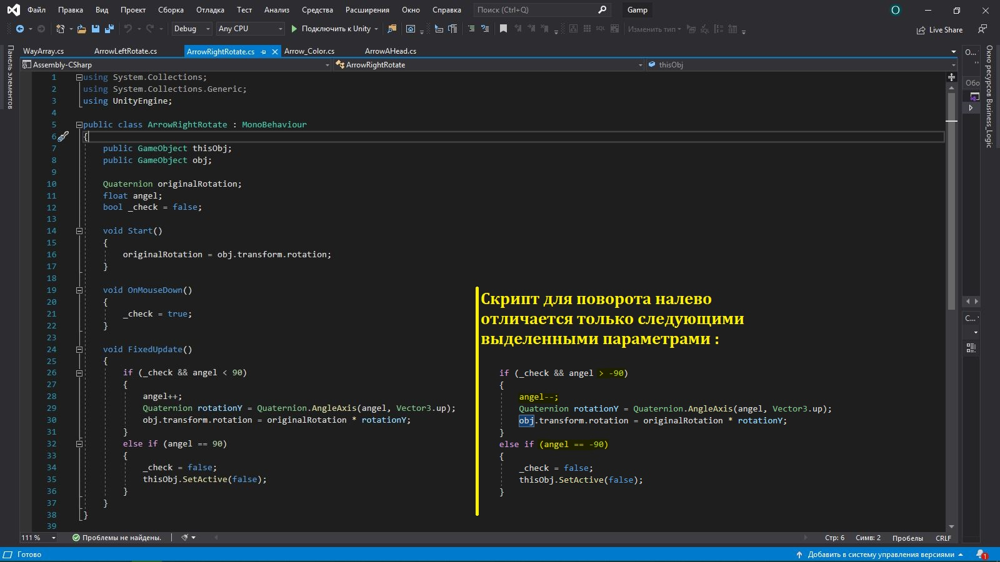 Файл Правка Вид Проект Сборка Отладка Тест Анализ Средства Расширения Окно Справка Поиск (Ctrl+Q) Gamp O
Debug Any CPU Подключить к Unity SQL Изменить тип SQL Live Share
WayArray.cs ArrowLeftRotate.cs ArrowRightRotate.cs Arrow_Color.cs ArrowAHead.cs
Assembly-CSharp ArrowRightRotate thisObj
Панель элементов
Окно ресурсов Business_Logic
О...
Обо
С...
1 using System.Collections;
2 using System.Collections.Generic;
3 using UnityEngine;
4
5 public class ArrowRightRotate : MonoBehaviour
6 {
7 public GameObject thisObj;
8 public GameObject obj;
9
10 Quaternion originalRotation;
11 float angel;
12 bool _check = false;
13
14 void Start()
15 {
16 originalRotation = obj.transform.rotation;
17 }
18
19 void OnMouseDown()
20 {
21 _check = true;
22 }
23
24 void FixedUpdate()
25 {
26 if (_check && angel < 90)
27 {
28 angel++;
29 Quaternion rotationY = Quaternion.AngleAxis(angel, Vector3.up);
30 obj.transform.rotation = originalRotation * rotationY;
31 }
32 else if (angel == 90)
33 {
34 _check = false;
35 thisObj.SetActive(false);
36 }
37 }
38 }
39
Скрипт для поворота налево
отличается только следующими
выделенными параметрами :
if (_check && angel > -90)
{
angel--;
Quaternion rotationY = Quaternion.AngleAxis(angel, Vector3.up);
obj.transform.rotation = originalRotation * rotationY;
}
else if (angel == -90)
{
_check = false;
thisObj.SetActive(false);
}
111 % Проблемы не найдены. Стр: 6 Симв: 2 Пробелы CRLF
Готово Добавить в систему управления версиями 1